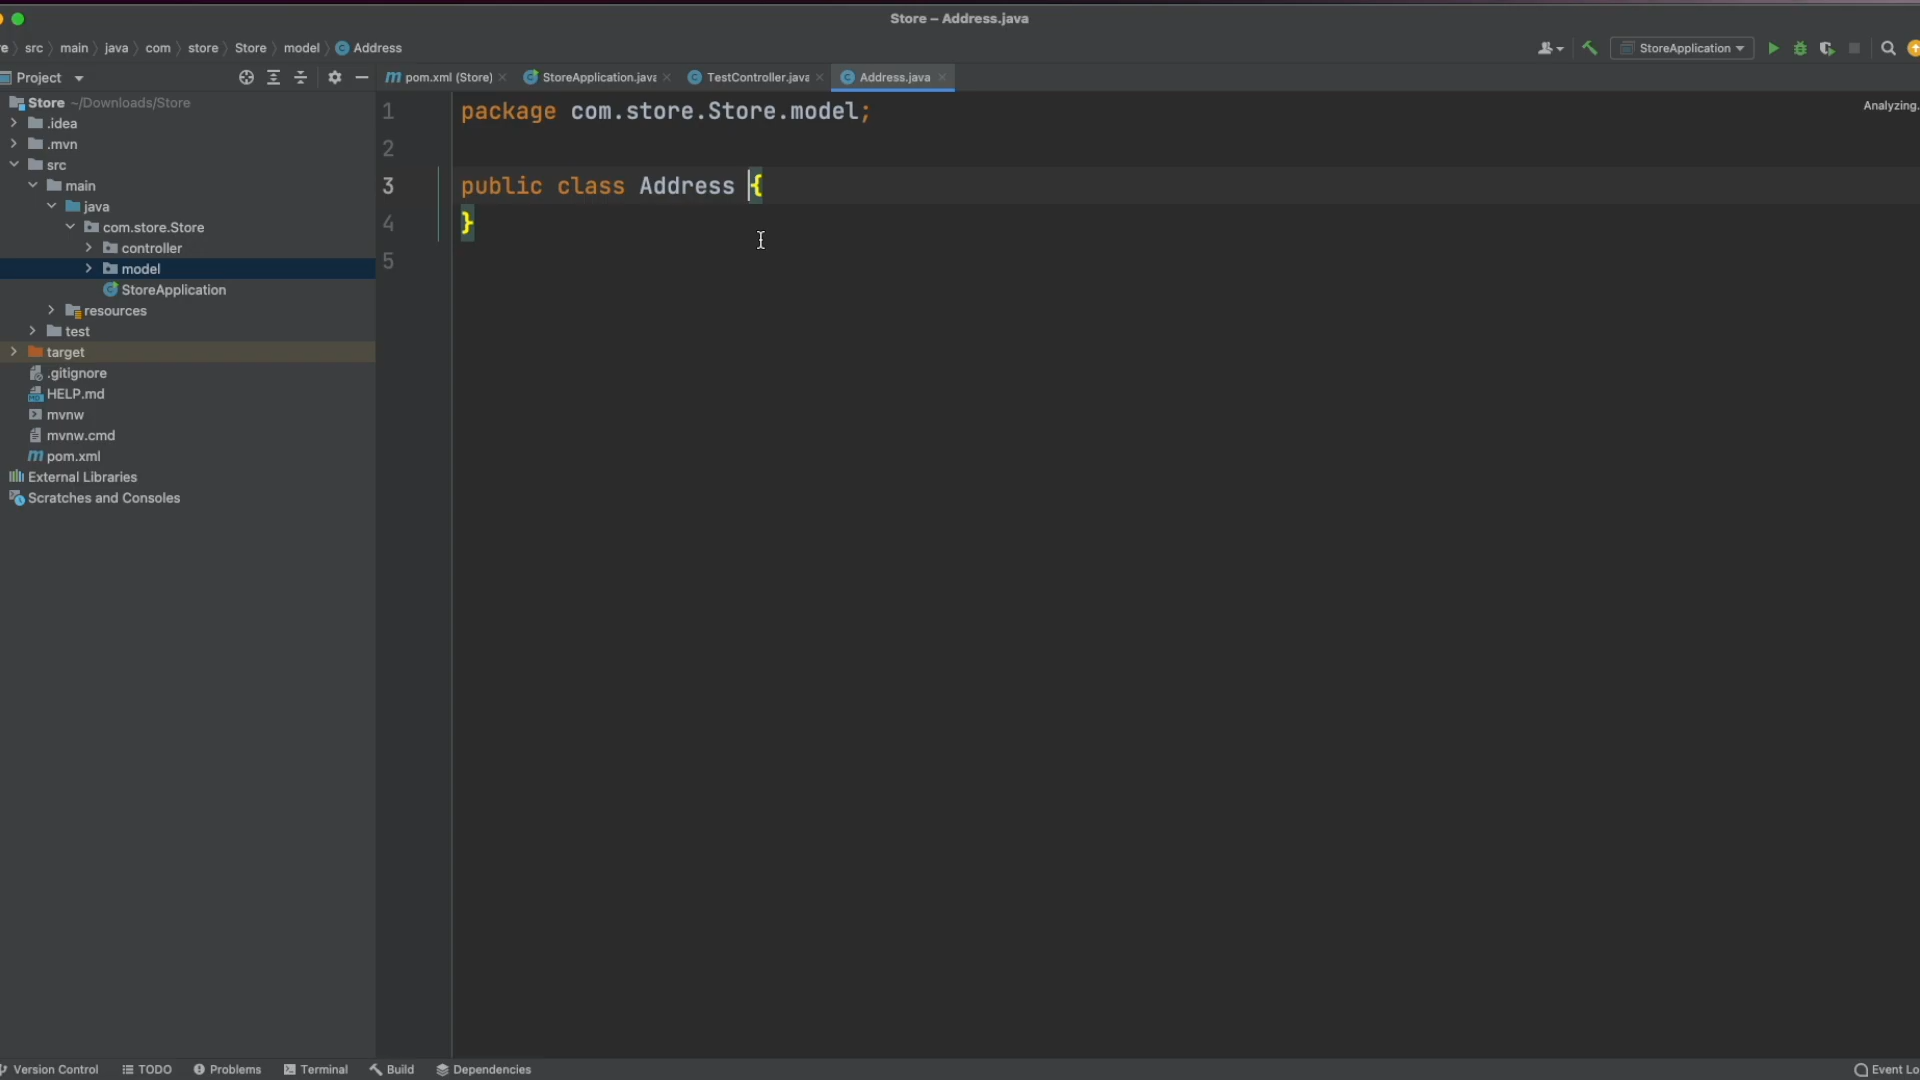 Store – Address.java
src main java com store Store model Address
StoreApplication
Project
pom.xml (Store) StoreApplication.java TestController.java Address.java
Store ~/Downloads/Store
.idea
.mvn
src
main
java
com.store.Store
controller
model
StoreApplication
resources
test
target
.gitignore
HELP.md
mvnw
mvnw.cmd
pom.xml
External Libraries
Scratches and Consoles
1 package com.store.Store.model;
2
3 public class Address {
4 }
5
Analyzing.
Version Control TODO Problems Terminal Build Dependencies
Event Lo